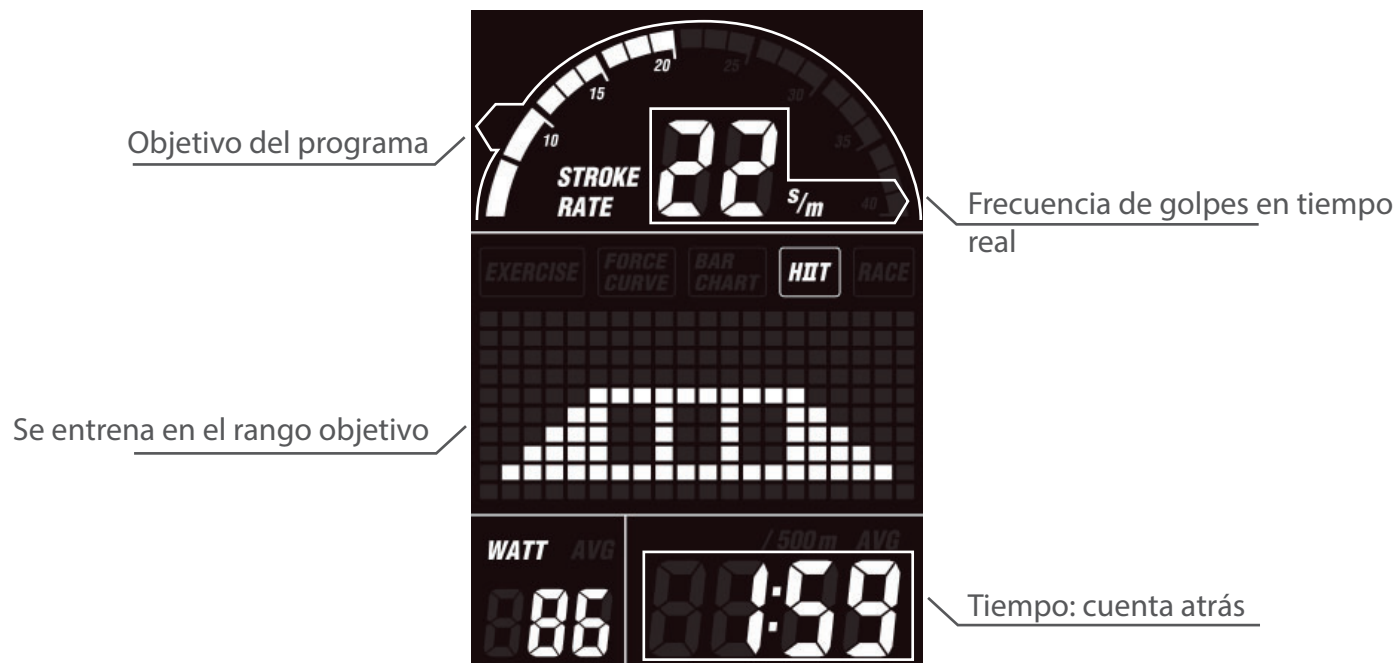 20
25
15
30
Objetivo del programa
10
35
STROKE
RATE
22
s/m
40
Frecuencia de golpes en tiempo
real
EXERCISE
FORCE
CURVE
BAR
CHART
HIIT
RACE
Se entrena en el rango objetivo
WATT AVG
/500m AVG
86
1:59
Tiempo: cuenta atrás